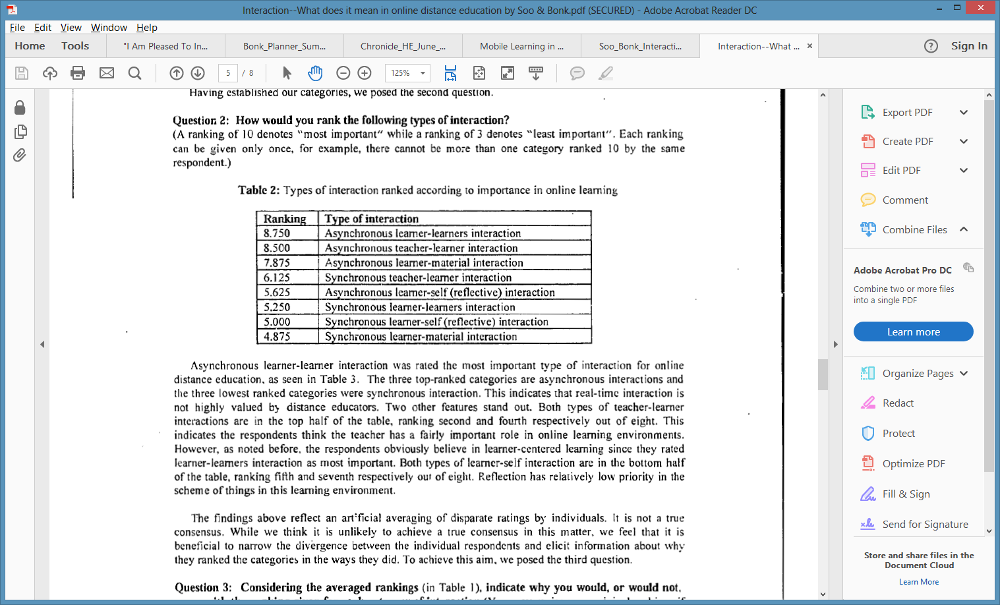 Interaction--What does it mean in online distance education by Soo & Bonk.pdf (SECURED) - Adobe Acrobat Reader DC
File Edit View Window Help
Home Tools "I Am Pleased To In... Bonk_Planner_Sum... Chronicle_HE_June_... Mobile Learning in ... Soo_Bonk_Interacti... Interaction--What ... × ? Sign In
5 / 8 125%
Having established our categories, we posed the second question.
Question 2: How would you rank the following types of interaction?
(A ranking of 10 denotes "most important" while a ranking of 3 denotes "least important". Each ranking
can be given only once, for example, there cannot be more than one category ranked 10 by the same
respondent.)
Table 2: Types of interaction ranked according to importance in online learning
Ranking Type of interaction
8.750 Asynchronous learner-learners interaction
8.500 Asynchronous teacher-learner interaction
7.875 Asynchronous learner-material interaction
6.125 Synchronous teacher-learner interaction
5.625 Asynchronous learner-self (reflective) interaction
5.250 Synchronous learner-learners interaction
5.000 Synchronous learner-self (reflective) interaction
4.875 Synchronous learner-material interaction
Asynchronous learner-learner interaction was rated the most important type of interaction for online
distance education, as seen in Table 3. The three top-ranked categories are asynchronous interactions and
the three lowest ranked categories were synchronous interaction. This indicates that real-time interaction is
not highly valued by distance educators. Two other features stand out. Both types of teacher-learner
interactions are in the top half of the table, ranking second and fourth respectively out of eight. This
indicates the respondents think the teacher has a fairly important role in online learning environments.
However, as noted before, the respondents obviously believe in learner-centered learning since they rated
learner-learners interaction as most important. Both types of learner-self interaction are in the bottom half
of the table, ranking fifth and seventh respectively out of eight. Reflection has relatively low priority in the
scheme of things in this learning environment.
The findings above reflect an artificial averaging of disparate ratings by individuals. It is not a true
consensus. While we think it is unlikely to achieve a true consensus in this matter, we feel that it is
beneficial to narrow the divergence between the individual respondents and elicit information about why
they ranked the categories in the ways they did. To achieve this aim, we posed the third question.
Question 3: Considering the averaged rankings (in Table 1), indicate why you would, or would not,
Export PDF
Create PDF
Edit PDF
Comment
Combine Files
Adobe Acrobat Pro DC
Combine two or more files
into a single PDF
Learn more
Organize Pages
Redact
Protect
Optimize PDF
Fill & Sign
Send for Signature
Store and share files in the
Document Cloud
Learn More